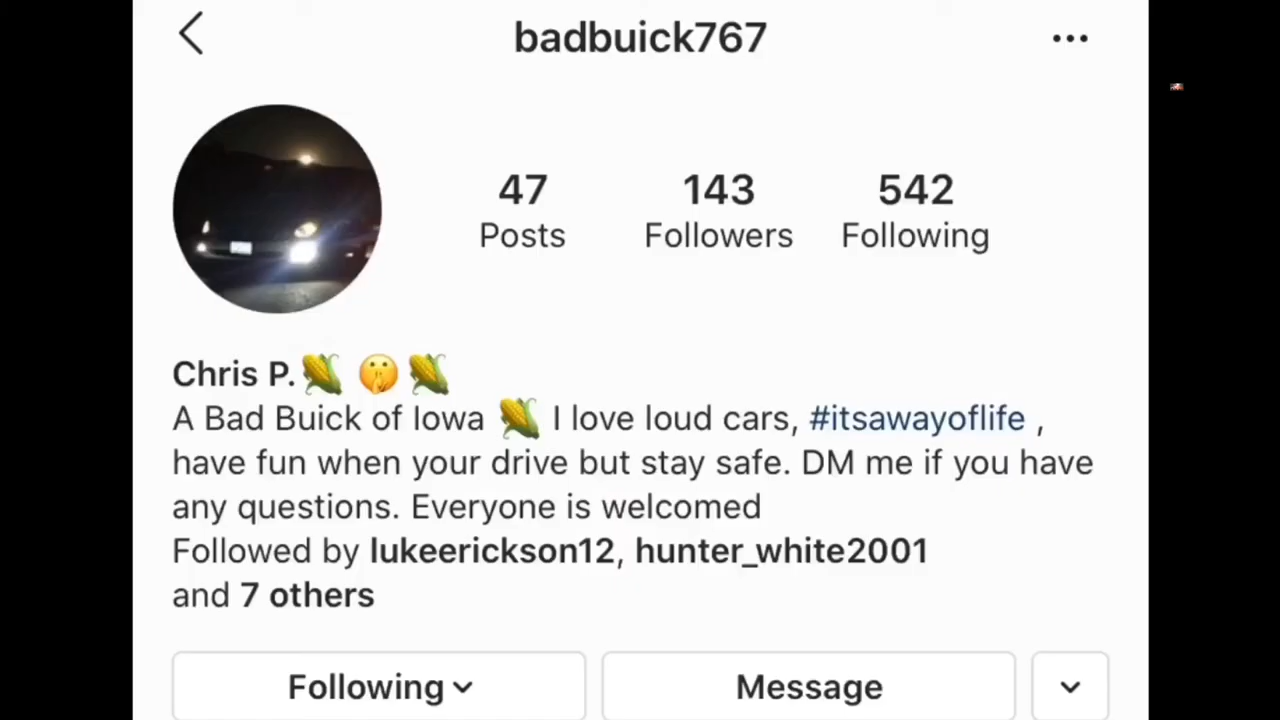 badbuick767
47 143 542
Posts Followers Following
Chris P.🌽 🤫 🌽
A Bad Buick of Iowa 🌽 I love loud cars, #itsawayoflife ,
have fun when your drive but stay safe. DM me if you have
any questions. Everyone is welcomed
Followed by lukeerickson12, hunter_white2001
and 7 others
Following Message